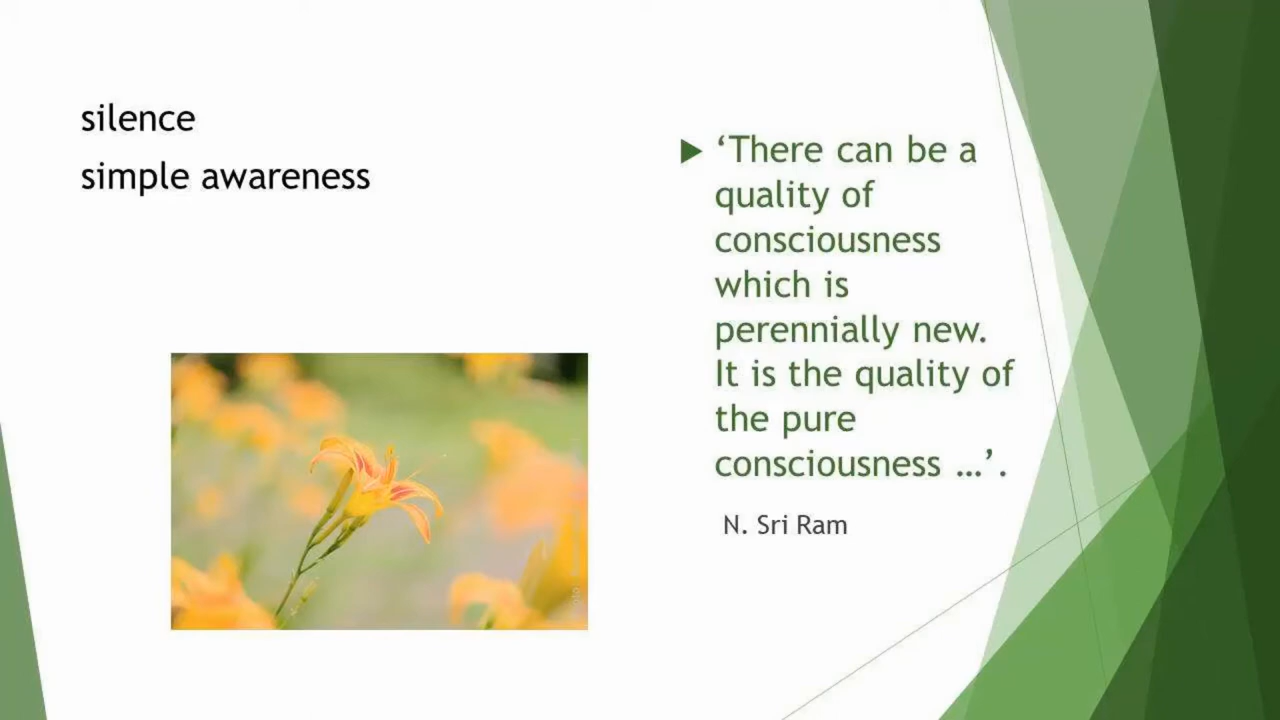 silence
simple awareness
‘There can be a
quality of
consciousness
which is
perennially new.
It is the quality of
the pure
consciousness …’.
N. Sri Ram